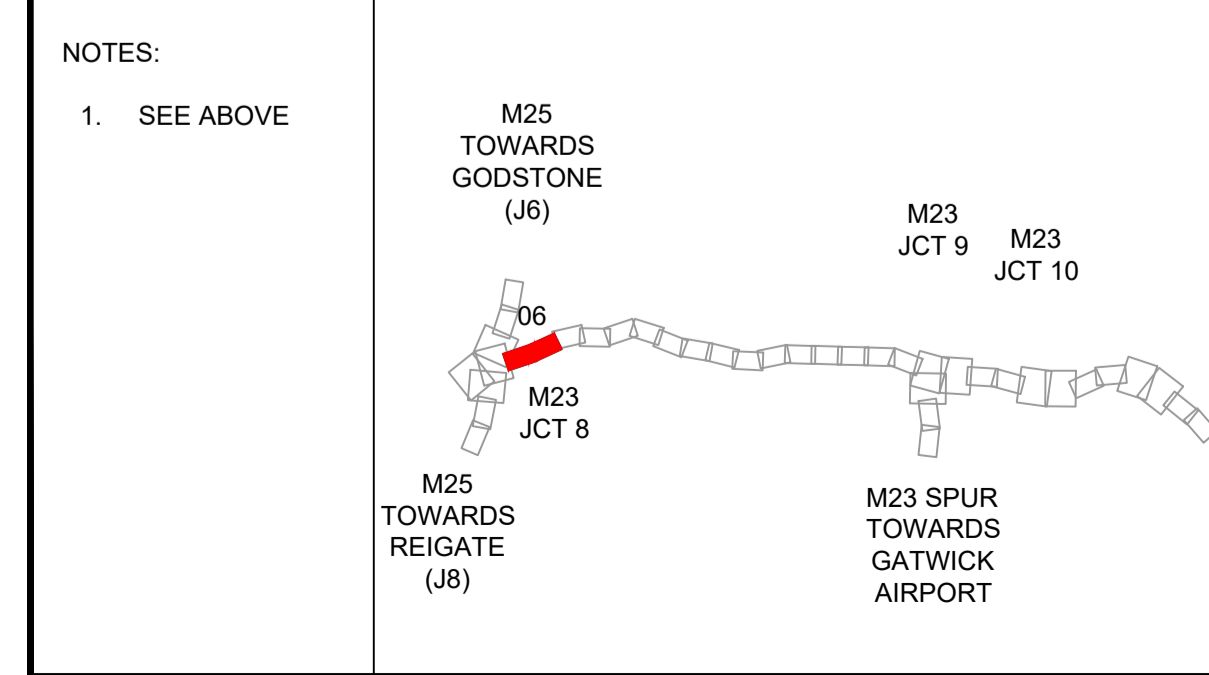 NOTES:
1. SEE ABOVE
M25
TOWARDS
GODSTONE
(J6)
M23
JCT 9
M23
JCT 10
06
M23
JCT 8
M25
TOWARDS
REIGATE
(J8)
M23 SPUR
TOWARDS
GATWICK
AIRPORT